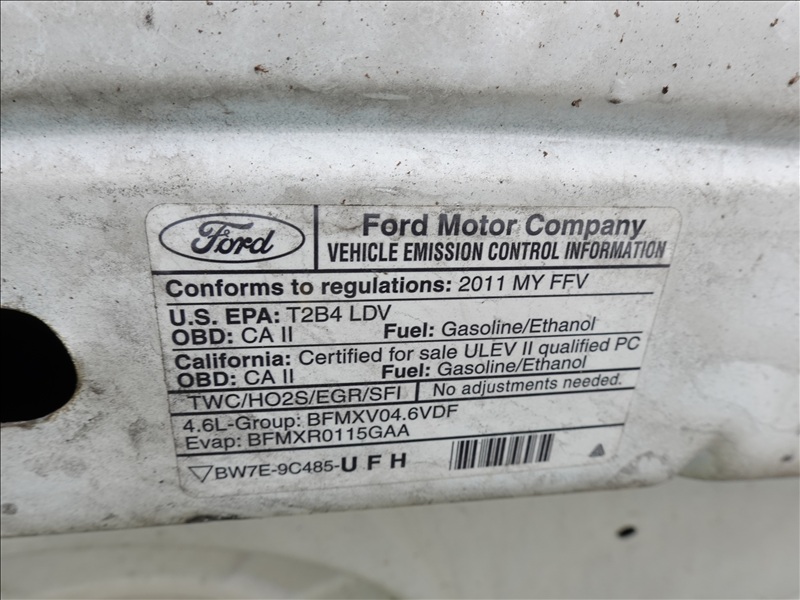 Ford
Ford Motor Company
VEHICLE EMISSION CONTROL INFORMATION
Conforms to regulations: 2011 MY FFV
U.S. EPA: T2B4 LDV
OBD: CA II Fuel: Gasoline/Ethanol
California: Certified for sale ULEV II qualified PC
OBD: CA II Fuel: Gasoline/Ethanol
TWC/HO2S/EGR/SFI No adjustments needed.
4.6L-Group: BFMXV04.6VDF
Evap: BFMXR0115GAA
BW7E-9C485-U F H